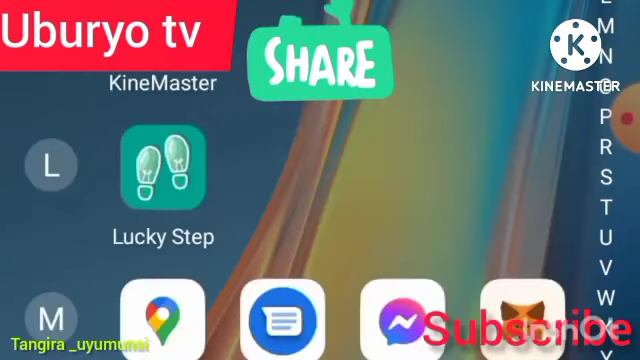 Uburyo tv
SHARE
KINEMASTER
KineMaster
L
Lucky Step
M
M
N
P
R
S
T
U
V
W
X
Y
Subscribe
Tangira _uyumunsi